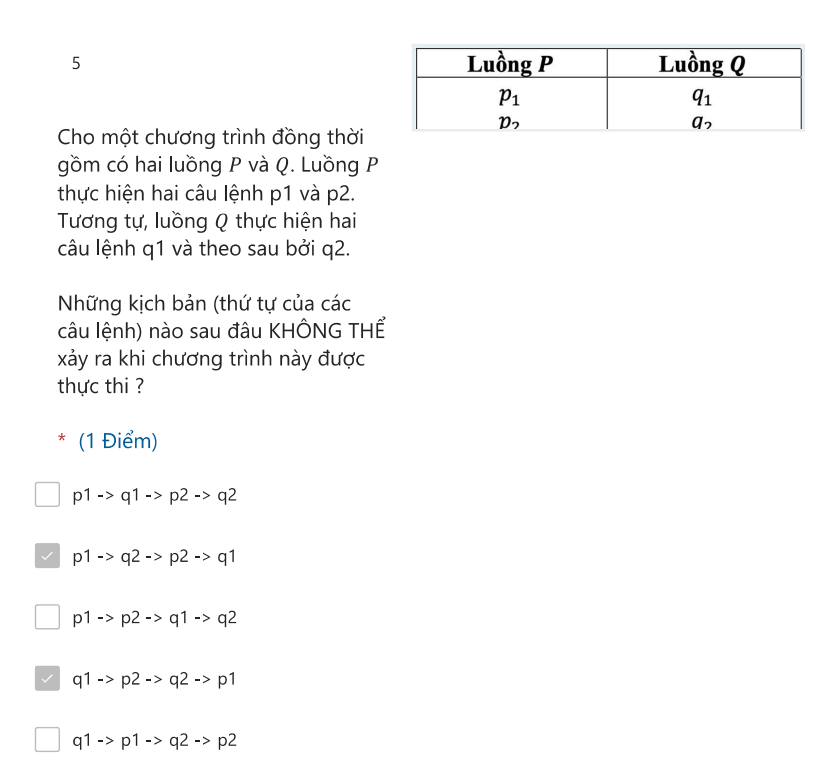 5
Luồng P Luồng Q
p₁ q₁
p₂ q₂
Cho một chương trình đồng thời
gồm có hai luồng P và Q. Luồng P
thực hiện hai câu lệnh p1 và p2.
Tương tự, luồng Q thực hiện hai
câu lệnh q1 và theo sau bởi q2.
Những kịch bản (thứ tự của các
câu lệnh) nào sau đâu KHÔNG THỂ
xảy ra khi chương trình này được
thực thi ?
* (1 Điểm)
p1 -> q1 -> p2 -> q2
p1 -> q2 -> p2 -> q1
p1 -> p2 -> q1 -> q2
q1 -> p2 -> q2 -> p1
q1 -> p1 -> q2 -> p2